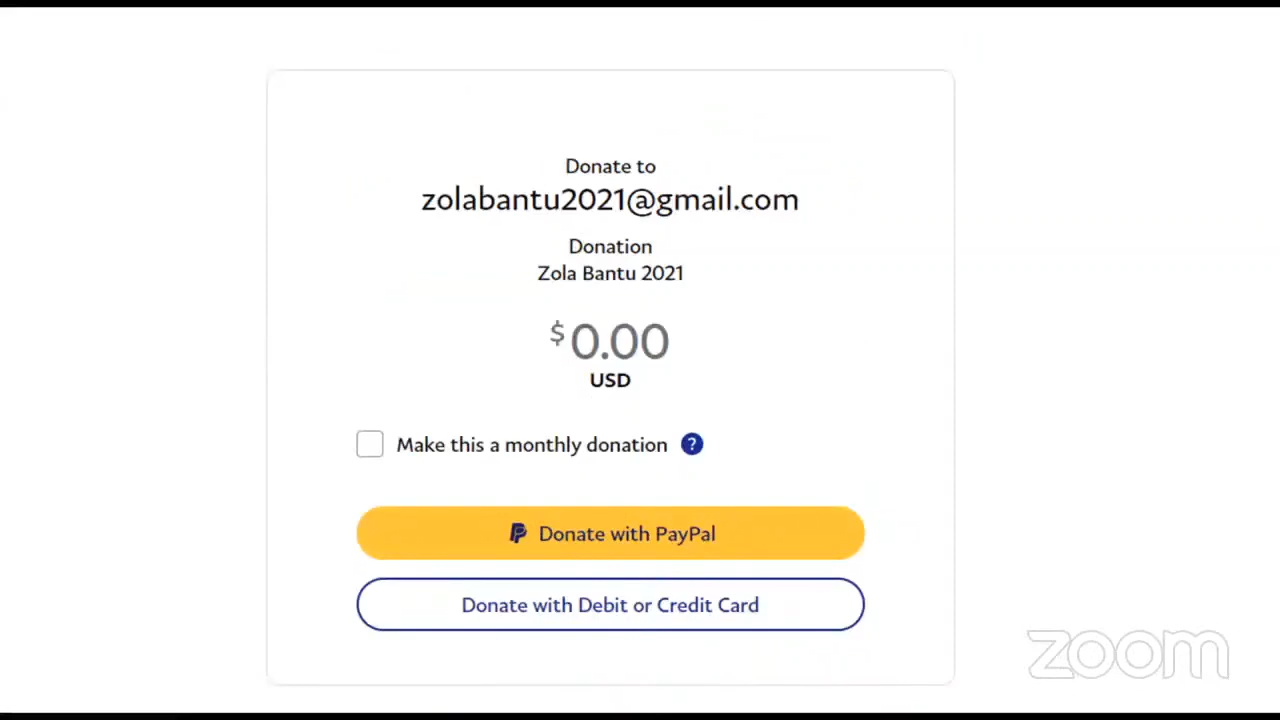 Donate to
zolabantu2021@gmail.com
Donation
Zola Bantu 2021
$0.00
USD
Make this a monthly donation ?
Donate with PayPal
Donate with Debit or Credit Card
zoom